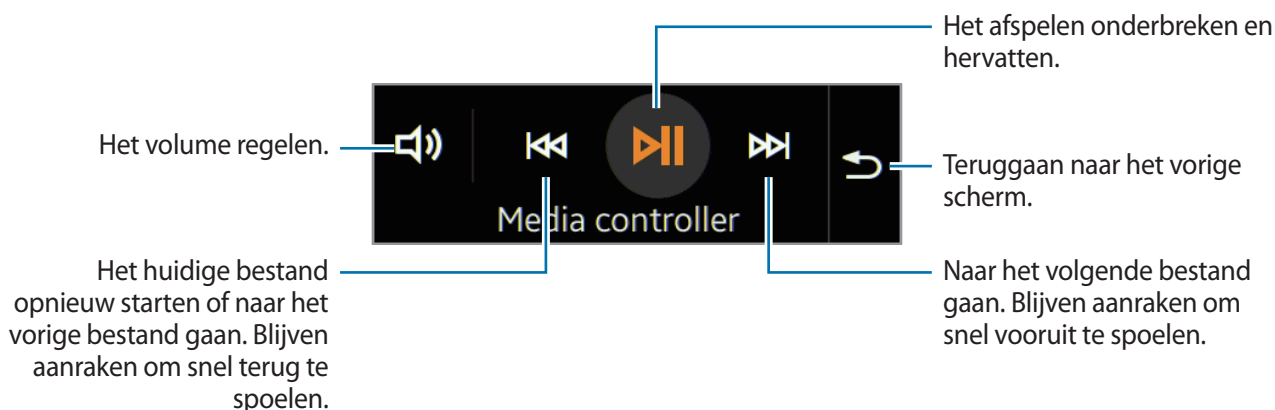 Het afspelen onderbreken en
hervatten.
Het volume regelen.
Teruggaan naar het vorige
scherm.
Media controller
Het huidige bestand
opnieuw starten of naar het
vorige bestand gaan. Blijven
aanraken om snel terug te
spoelen.
Naar het volgende bestand
gaan. Blijven aanraken om
snel vooruit te spoelen.